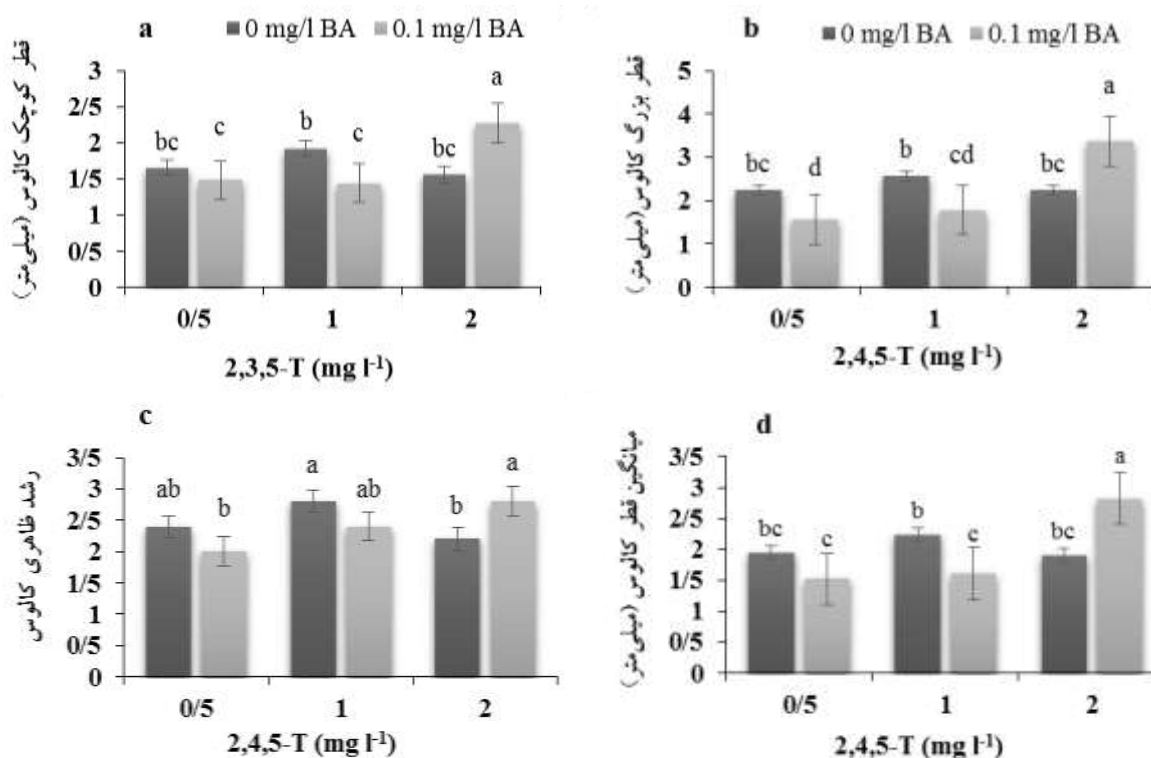 a
0 mg/l BA 0.1 mg/l BA
قطر کوچک کالوس (میلی‌متر)
3
2/5
2
1/5
1
0/5
0
bc c b c bc a
0/5 1 2
2,3,5-T (mg l⁻¹)
b
0 mg/l BA 0.1 mg/l BA
قطر بزرگ کالوس (میلی‌متر)
5
4
3
2
1
0
bc d b cd bc a
0/5 1 2
2,4,5-T (mg l⁻¹)
c
رشد ظاهری کالوس
3/5
3
2/5
2
1/5
1
0/5
0
ab b a ab b a
0/5 1 2
2,4,5-T (mg l⁻¹)
d
میانگین قطر کالوس (میلی‌متر)
3/5
3
2/5
2
1/5
1
0/5
0
bc c b c bc a
0/5 1 2
2,4,5-T (mg l⁻¹)